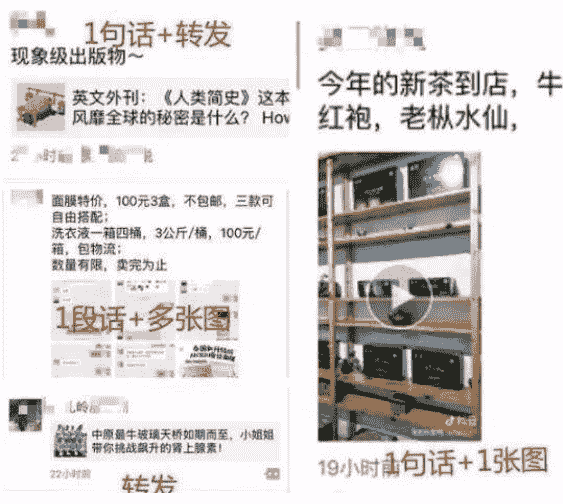 1句话+转发
现象级出版物~
英文外刊：《人类简史》这本
风靡全球的秘密是什么？ How
面膜特价，100元3盒，不包邮，三款可
自由搭配；
洗衣液一箱四桶，3公斤/桶，100元/
箱，包物流；
数量有限，卖完为止
1段话+多张图
中原最牛玻璃天桥如期而至，小姐姐
带你挑战飙升的肾上腺素！
22小时前
转发
今年的新茶到店，牛
红袍，老枞水仙，
19小时前
1句话+1张图